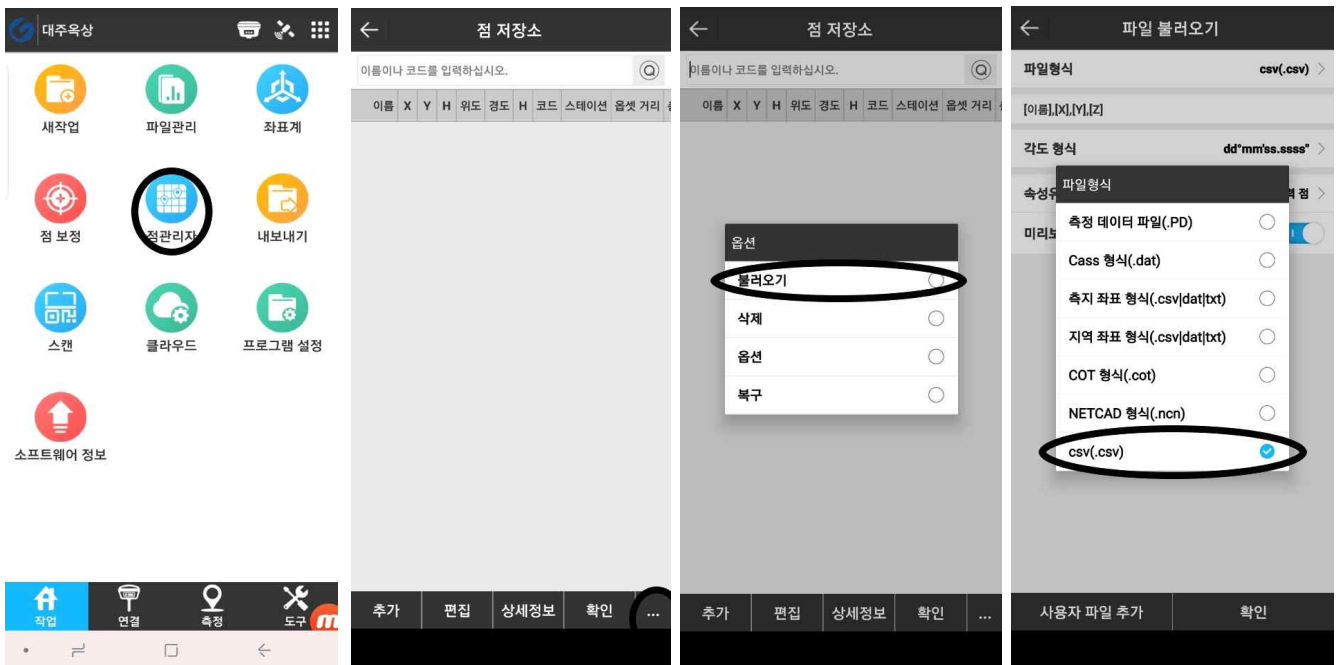 대주옥상
새작업
파일관리
좌표계
점 보정
점관리자
내보내기
스캔
클라우드
프로그램 설정
소프트웨어 정보
작업
연결
측정
도구
점 저장소
이름이나 코드를 입력하십시오.
이름 X Y H 위도 경도 H 코드 스테이션 옵셋 거리
추가 편집 상세정보 확인 ...
점 저장소
이름이나 코드를 입력하십시오.
이름 X Y H 위도 경도 H 코드 스테이션 옵셋 거리
옵션
불러오기
삭제
옵션
복구
추가 편집 상세정보 확인 ...
파일 불러오기
파일형식 csv(.csv)
[이름],[X],[Y],[Z]
각도 형식 dd°mm'ss.ssss"
속성유 력 점
미리보
파일형식
측정 데이터 파일(.PD)
Cass 형식(.dat)
측지 좌표 형식(.csv|dat|txt)
지역 좌표 형식(.csv|dat|txt)
COT 형식(.cot)
NETCAD 형식(.ncn)
csv(.csv)
사용자 파일 추가 확인